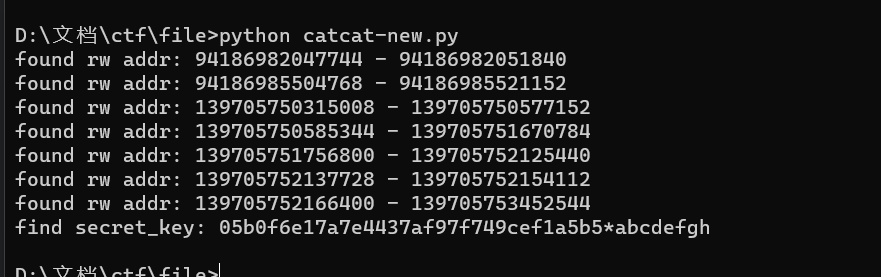 D:\文档\ctf\file>python catcat-new.py
found rw addr: 94186982047744 - 94186982051840
found rw addr: 94186985504768 - 94186985521152
found rw addr: 139705750315008 - 139705750577152
found rw addr: 139705750585344 - 139705751670784
found rw addr: 139705751756800 - 139705752125440
found rw addr: 139705752137728 - 139705752154112
found rw addr: 139705752166400 - 139705753452544
find secret_key: 05b0f6e17a7e4437af97f749cef1a5b5*abcdefgh
D:\文档\ctf\file>